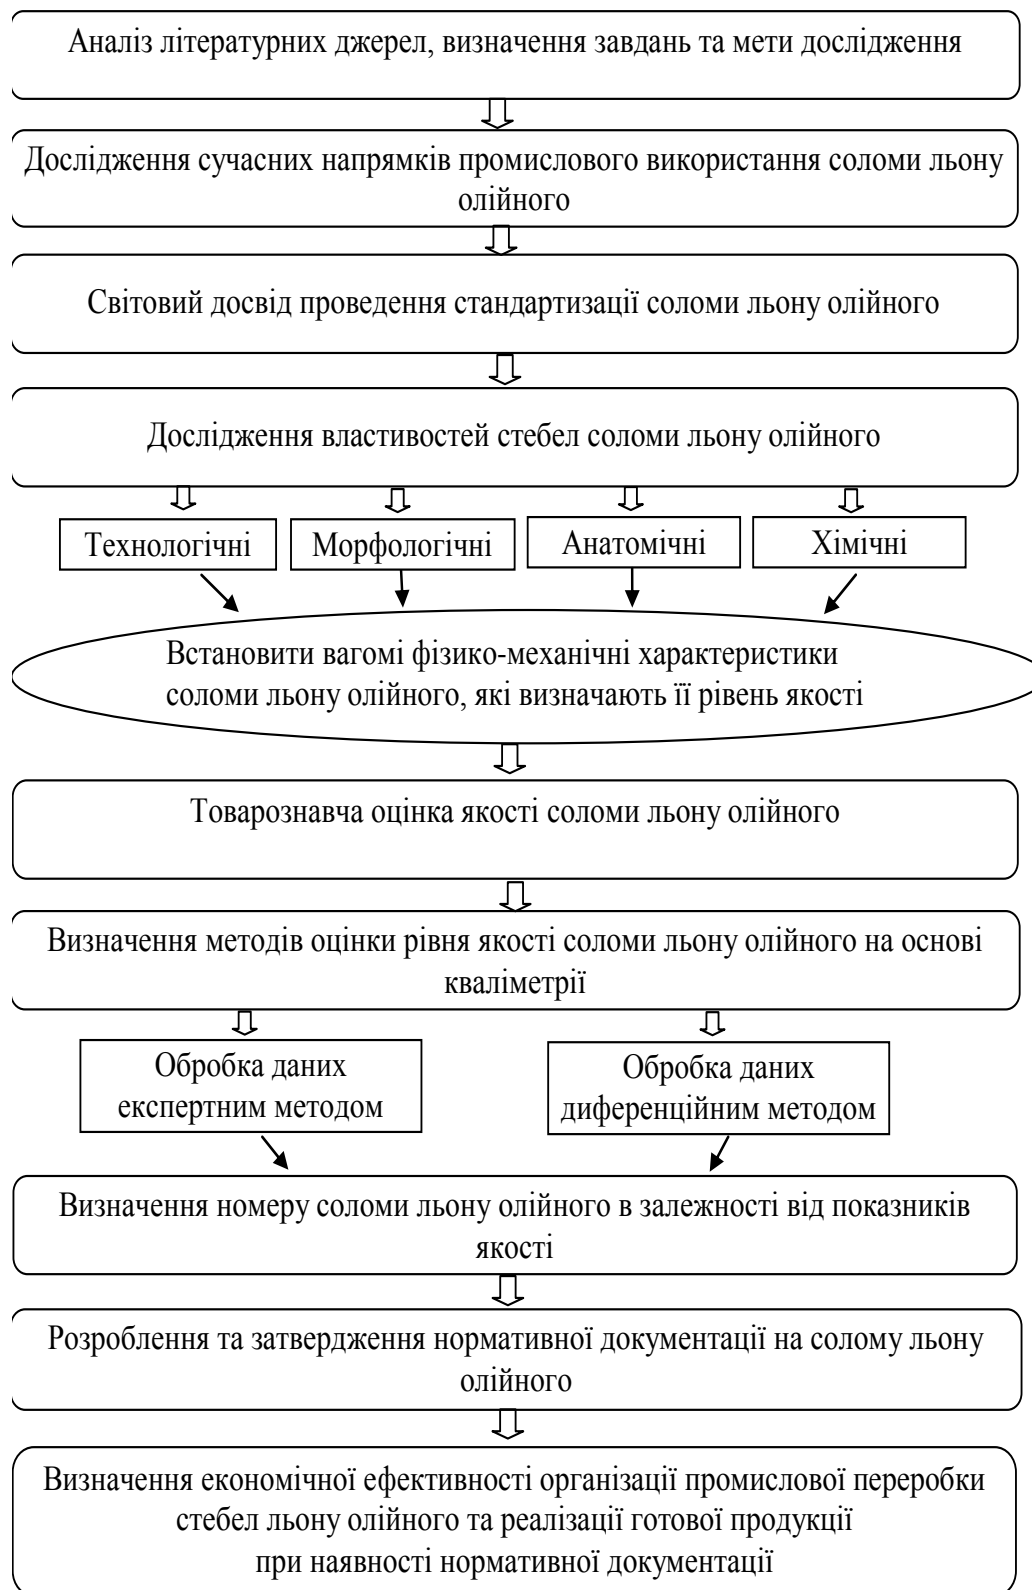 Аналіз літературних джерел, визначення завдань та мети дослідження
Дослідження сучасних напрямків промислового використання соломи льону
олійного
Світовий досвід проведення стандартизації соломи льону олійного
Дослідження властивостей стебел соломи льону олійного
Технологічні
Морфологічні
Анатомічні
Хімічні
Встановити вагомі фізико-механічні характеристики
соломи льону олійного, які визначають її рівень якості
Товарознавча оцінка якості соломи льону олійного
Визначення методів оцінки рівня якості соломи льону олійного на основі
кваліметрії
Обробка даних
експертним методом
Обробка даних
диференційним методом
Визначення номеру соломи льону олійного в залежності від показників
якості
Розроблення та затвердження нормативної документації на солому льону
олійного
Визначення економічної ефективності організації промислової переробки
стебел льону олійного та реалізації готової продукції
при наявності нормативної документації